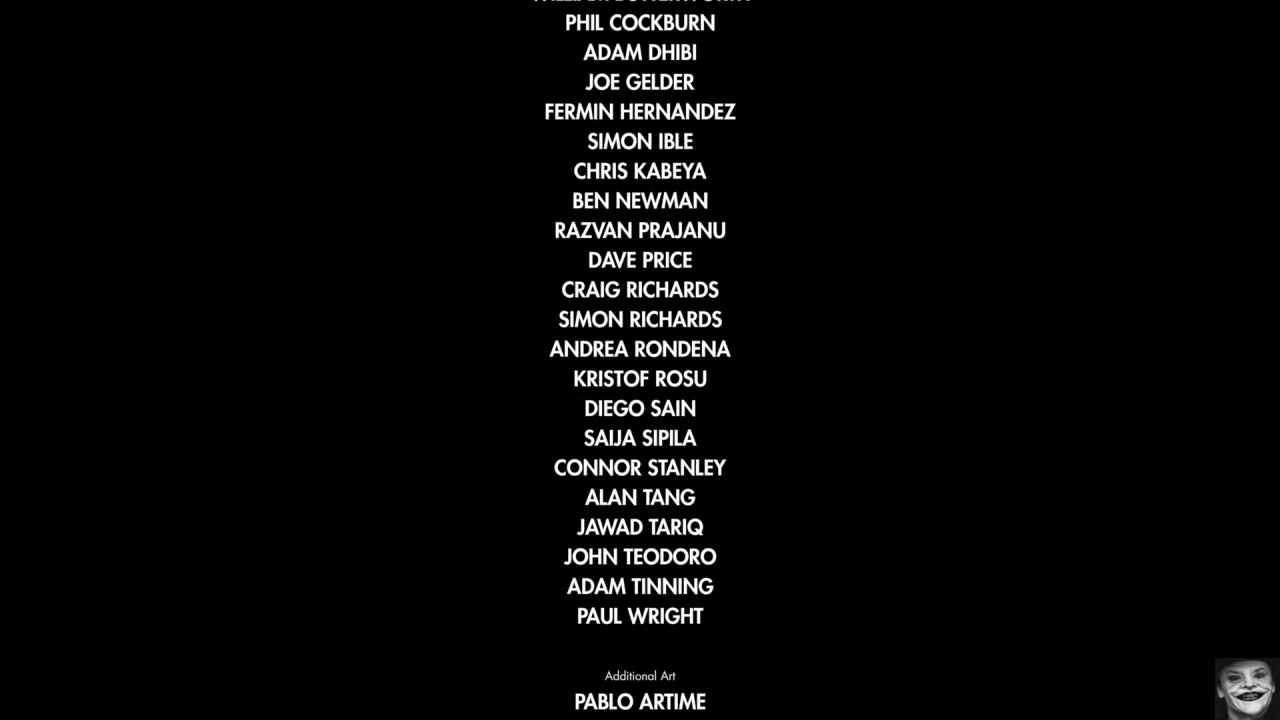 PHIL COCKBURN
ADAM DHIBI
JOE GELDER
FERMIN HERNANDEZ
SIMON IBLE
CHRIS KABEYA
BEN NEWMAN
RAZVAN PRAJANU
DAVE PRICE
CRAIG RICHARDS
SIMON RICHARDS
ANDREA RONDENA
KRISTOF ROSU
DIEGO SAIN
SAIJA SIPILA
CONNOR STANLEY
ALAN TANG
JAWAD TARIQ
JOHN TEODORO
ADAM TINNING
PAUL WRIGHT
Additional Art
PABLO ARTIME